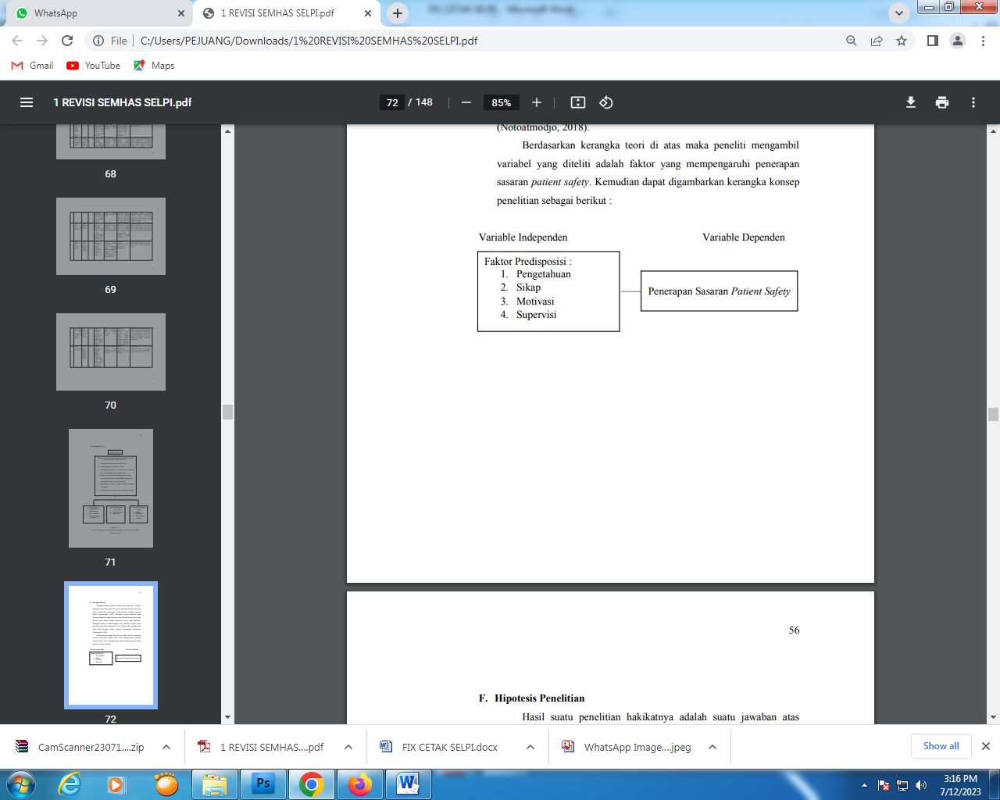 WhatsApp
1 REVISI SEMHAS SELPI.pdf
File
C:/Users/PEJUANG/Downloads/1%20REVISI%20SEMHAS%20SELPI.pdf
Gmail
YouTube
Maps
1 REVISI SEMHAS SELPI.pdf
72 / 148
85%
68
69
70
71
72
(Notoatmodjo, 2018).
Berdasarkan kerangka teori di atas maka peneliti mengambil
variabel yang diteliti adalah faktor yang mempengaruhi penerapan
sasaran patient safety. Kemudian dapat digambarkan kerangka konsep
penelitian sebagai berikut :
Variable Independen
Variable Dependen
Faktor Predisposisi :
1. Pengetahuan
2. Sikap
3. Motivasi
4. Supervisi
Penerapan Sasaran Patient Safety
56
F. Hipotesis Penelitian
Hasil suatu penelitian hakikatnya adalah suatu jawaban atas
CamScanner23071....zip
1 REVISI SEMHAS....pdf
FIX CETAK SELPI.docx
WhatsApp Image....jpeg
Show all
Ps
3:16 PM
7/12/2023